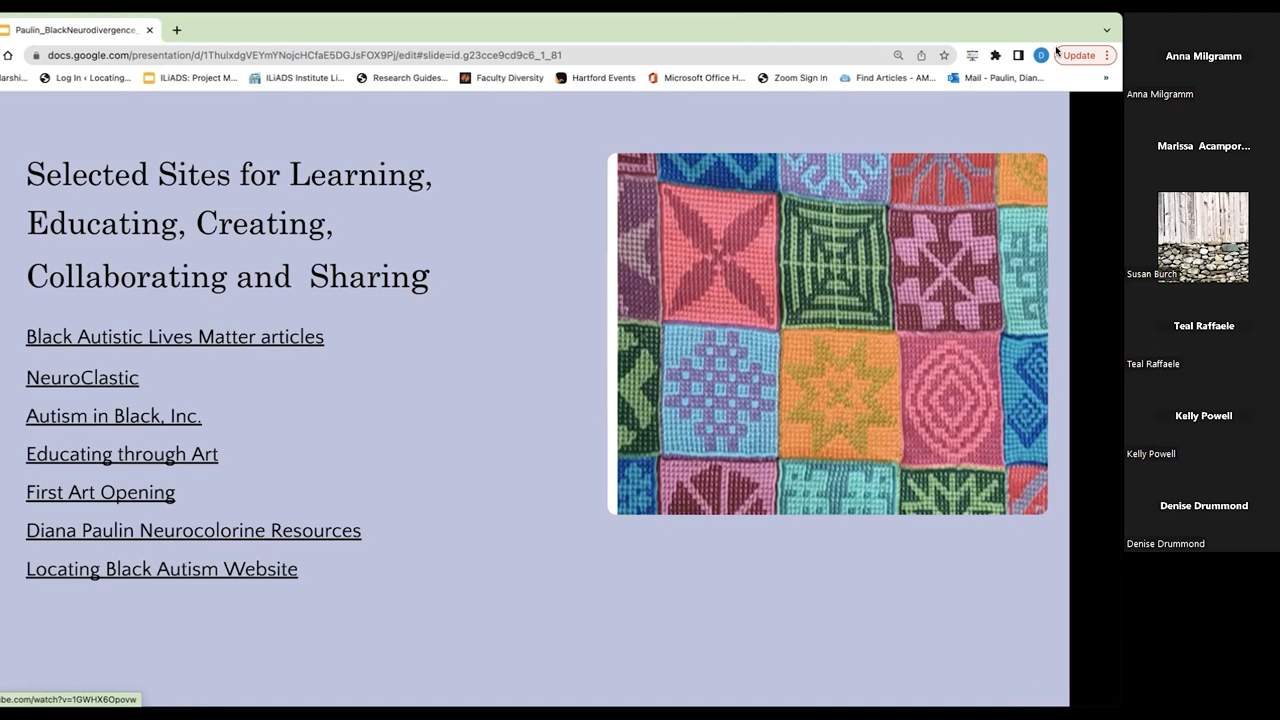 Paulin_BlackNeurodivergence_
docs.google.com/presentation/d/1ThulxdgVEYmYNojcHCfaE5DGJsFOX9Pj/edit#slide=id.g23cce9cd9c6_1_81
D
Update
Log In ‹ Locating...
ILiADS: Project M...
ILiADS Institute Li...
Research Guides...
Faculty Diversity
Hartford Events
Microsoft Office H...
Zoom Sign In
Find Articles - AM...
Mail - Paulin, Dian...
»
Selected Sites for Learning,
Educating, Creating,
Collaborating and Sharing
Black Autistic Lives Matter articles
NeuroClastic
Autism in Black, Inc.
Educating through Art
First Art Opening
Diana Paulin Neurocolorine Resources
Locating Black Autism Website
be.com/watch?v=1GWHX6Opovw
Anna Milgramm
Anna Milgramm
Marissa Acampor...
Susan Burch
Teal Raffaele
Teal Raffaele
Kelly Powell
Kelly Powell
Denise Drummond
Denise Drummond